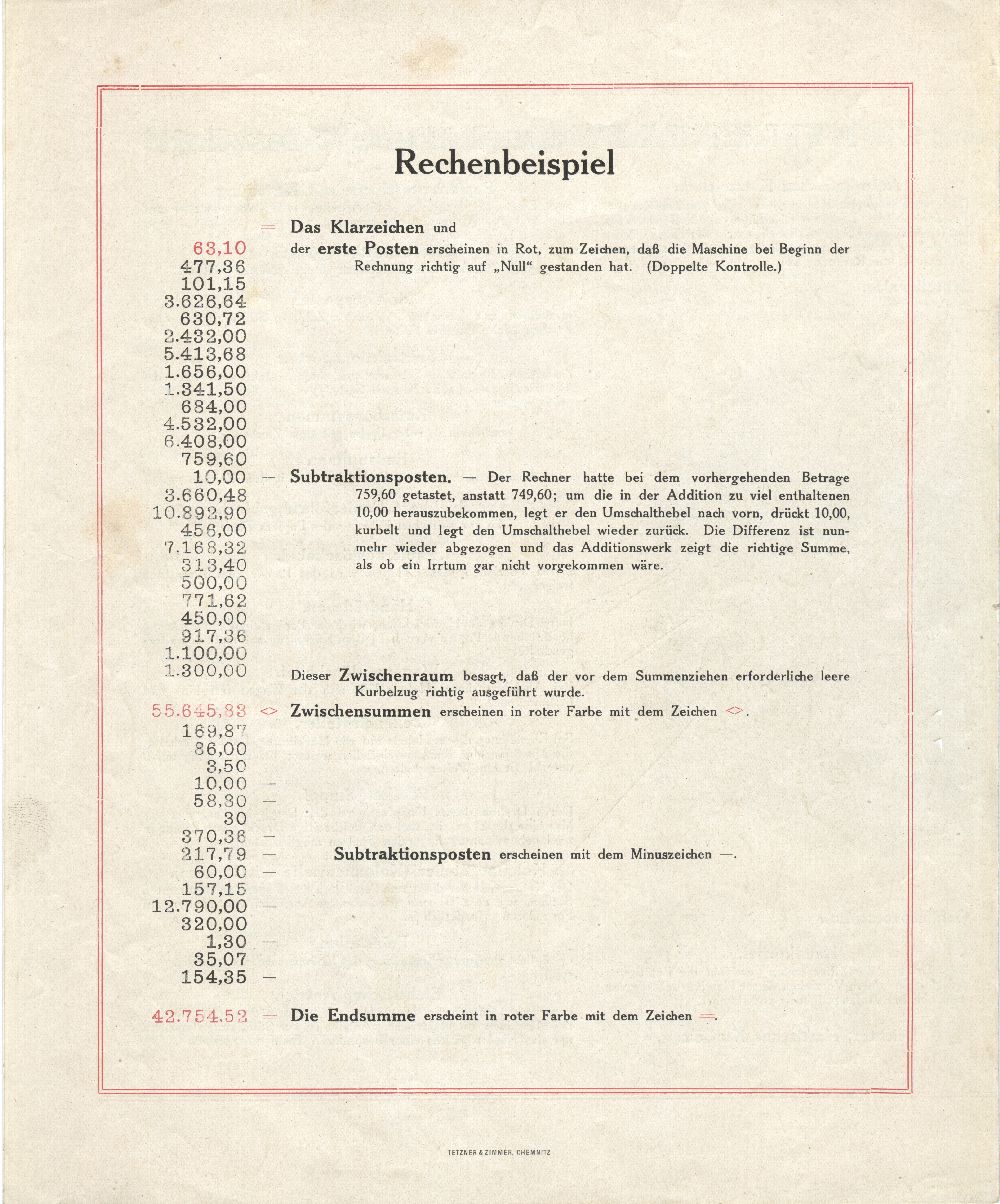 Rechenbeispiel
= Das Klarzeichen und
63,10 der erste Posten erscheinen in Rot, zum Zeichen, daß die Maschine bei Beginn der
477,36 Rechnung richtig auf „Null“ gestanden hat. (Doppelte Kontrolle.)
101,15
3.626,64
630,72
2.432,00
5.413,68
1.656,00
1.341,50
684,00
4.532,00
6.408,00
759,60
10,00 — Subtraktionsposten. — Der Rechner hatte bei dem vorhergehenden Betrage
3.660,48 759,60 getastet, anstatt 749,60; um die in der Addition zu viel enthaltenen
10.892,90 10,00 herauszubekommen, legt er den Umschalthebel nach vorn, drückt 10,00,
456,00 kurbelt und legt den Umschalthebel wieder zurück. Die Differenz ist nun-
7.168,32 mehr wieder abgezogen und das Additionswerk zeigt die richtige Summe,
313,40 als ob ein Irrtum gar nicht vorgekommen wäre.
500,00
771,62
450,00
917,36
1.100,00
1.300,00 Dieser Zwischenraum besagt, daß der vor dem Summenziehen erforderliche leere
Kurbelzug richtig ausgeführt wurde.
55.645,83 <> Zwischensummen erscheinen in roter Farbe mit dem Zeichen <>.
169,87
86,00
3,50
10,00 —
58,30 —
30
370,36 —
217,79 — Subtraktionsposten erscheinen mit dem Minuszeichen —.
60,00 —
157,15
12.790,00 —
320,00
1,30 —
35,07
154,35 —
42.754,52 = Die Endsumme erscheint in roter Farbe mit dem Zeichen =.
TETZNER & ZIMMER, CHEMNITZ